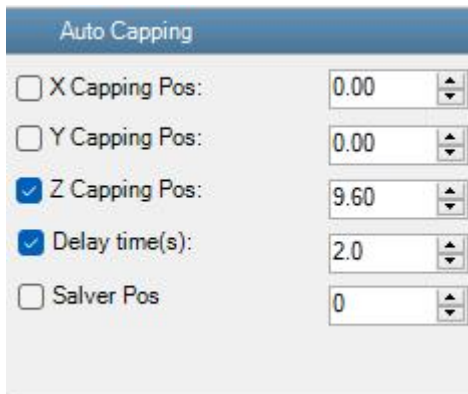 Auto Capping
X Capping Pos: 0.00
Y Capping Pos: 0.00
Z Capping Pos: 9.60
Delay time(s): 2.0
Salver Pos 0